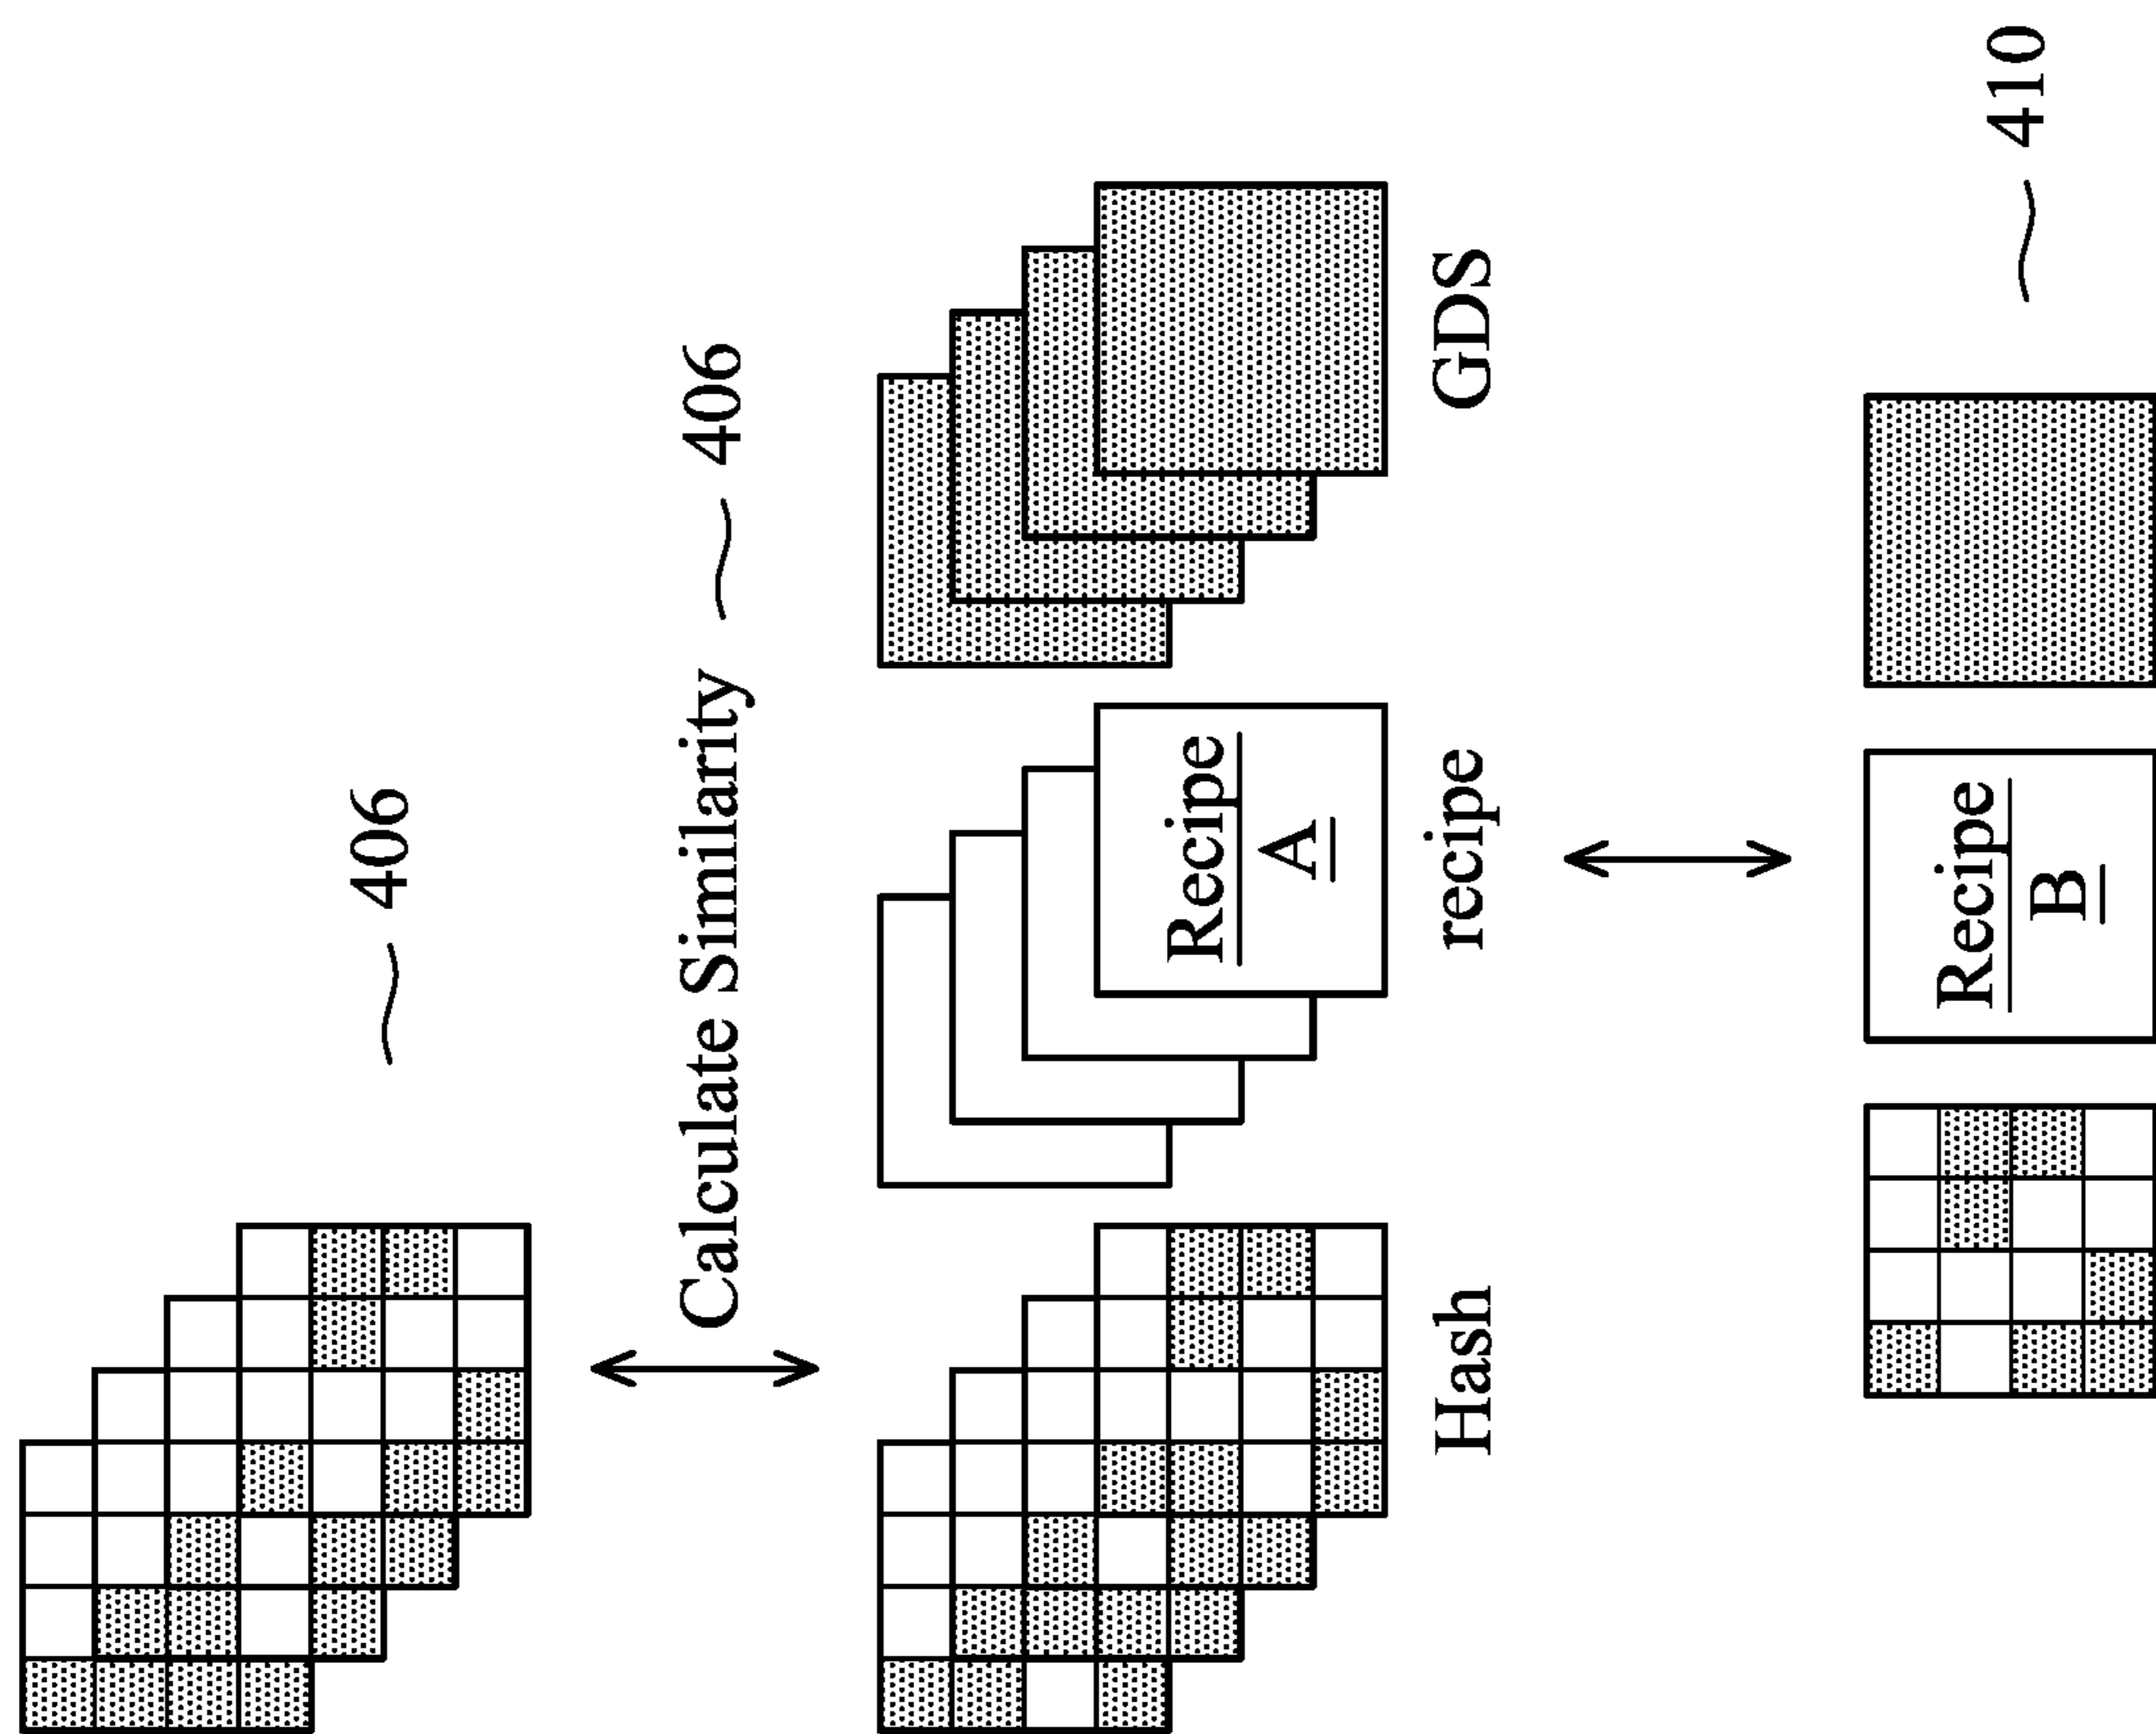 406
Calculate Similarity 406
Recipe
A
Hash recipe GDS
Recipe
B
410